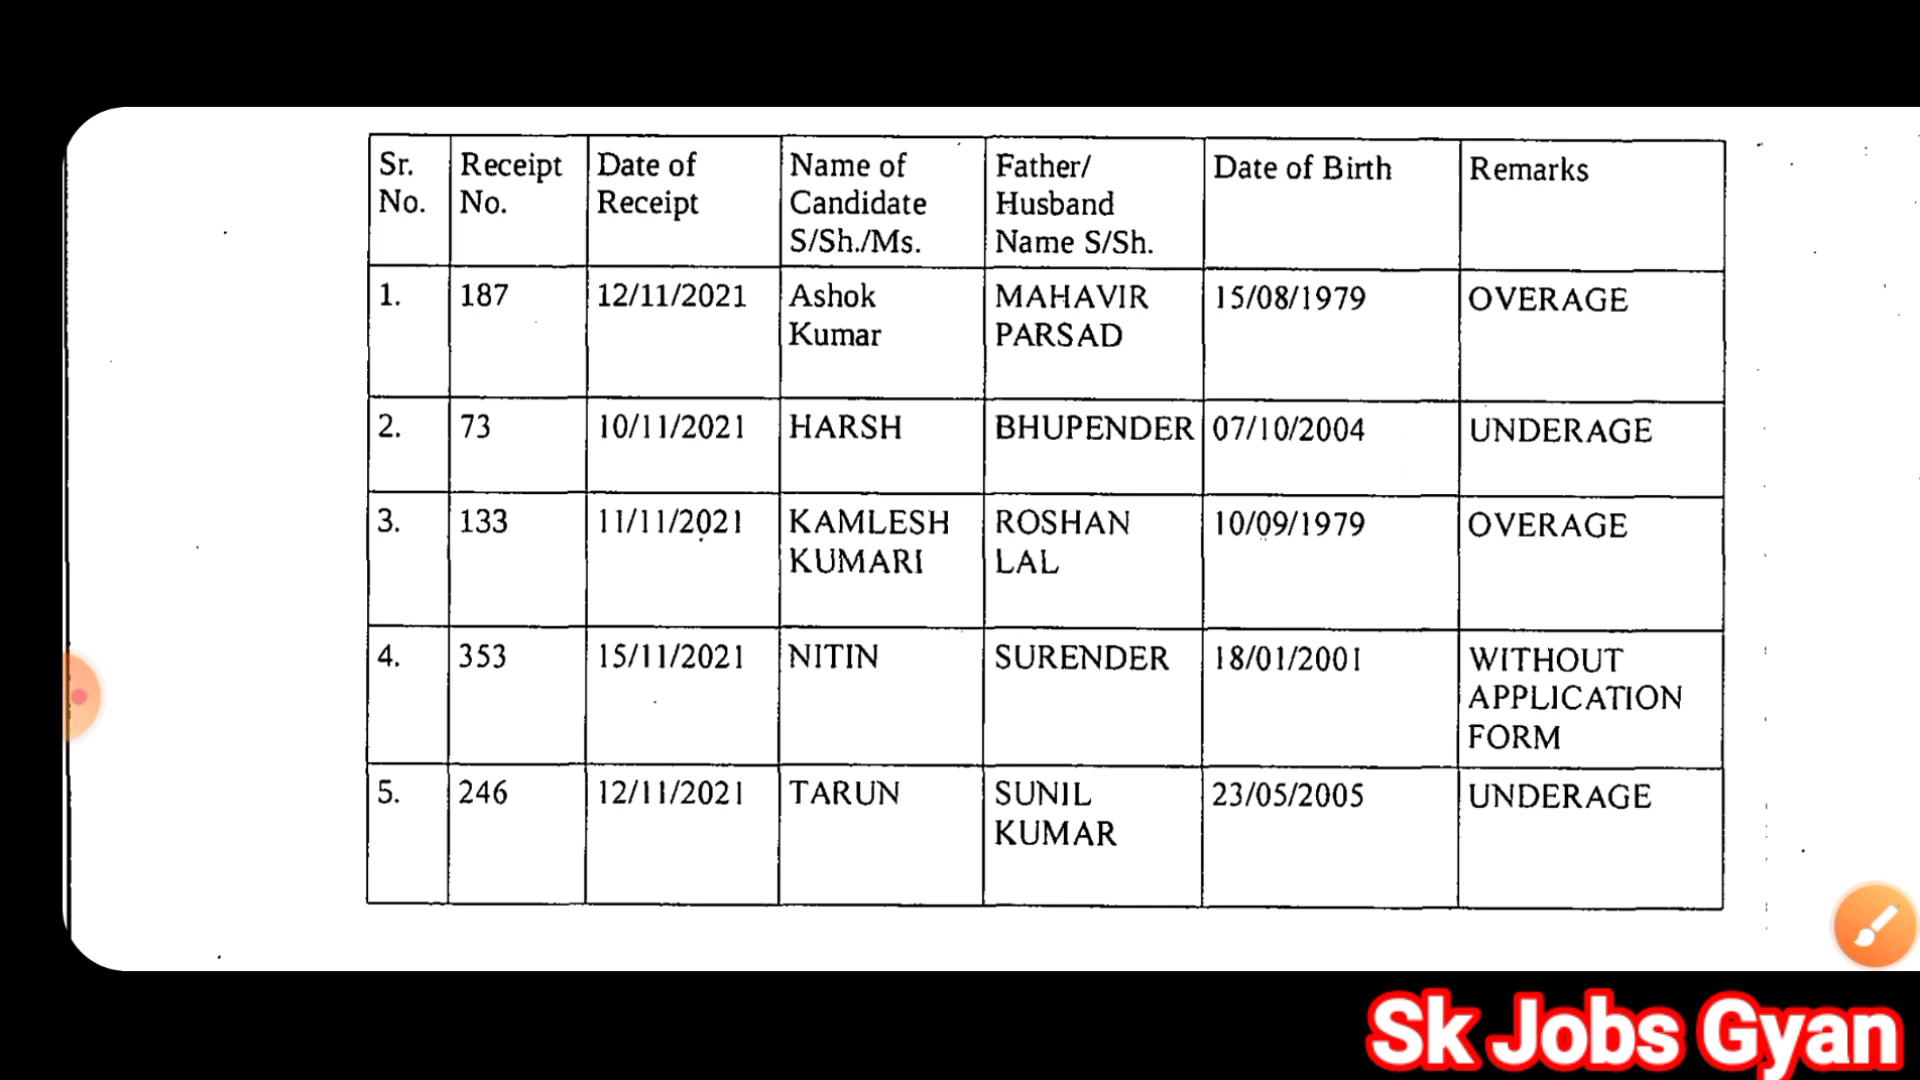 Sr. No. Receipt No. Date of Receipt Name of Candidate S/Sh./Ms. Father/ Husband Name S/Sh. Date of Birth Remarks
1. 187 12/11/2021 Ashok Kumar MAHAVIR PARSAD 15/08/1979 OVERAGE
2. 73 10/11/2021 HARSH BHUPENDER 07/10/2004 UNDERAGE
3. 133 11/11/2021 KAMLESH KUMARI ROSHAN LAL 10/09/1979 OVERAGE
4. 353 15/11/2021 NITIN SURENDER 18/01/2001 WITHOUT APPLICATION FORM
5. 246 12/11/2021 TARUN SUNIL KUMAR 23/05/2005 UNDERAGE
Sk Jobs Gyan